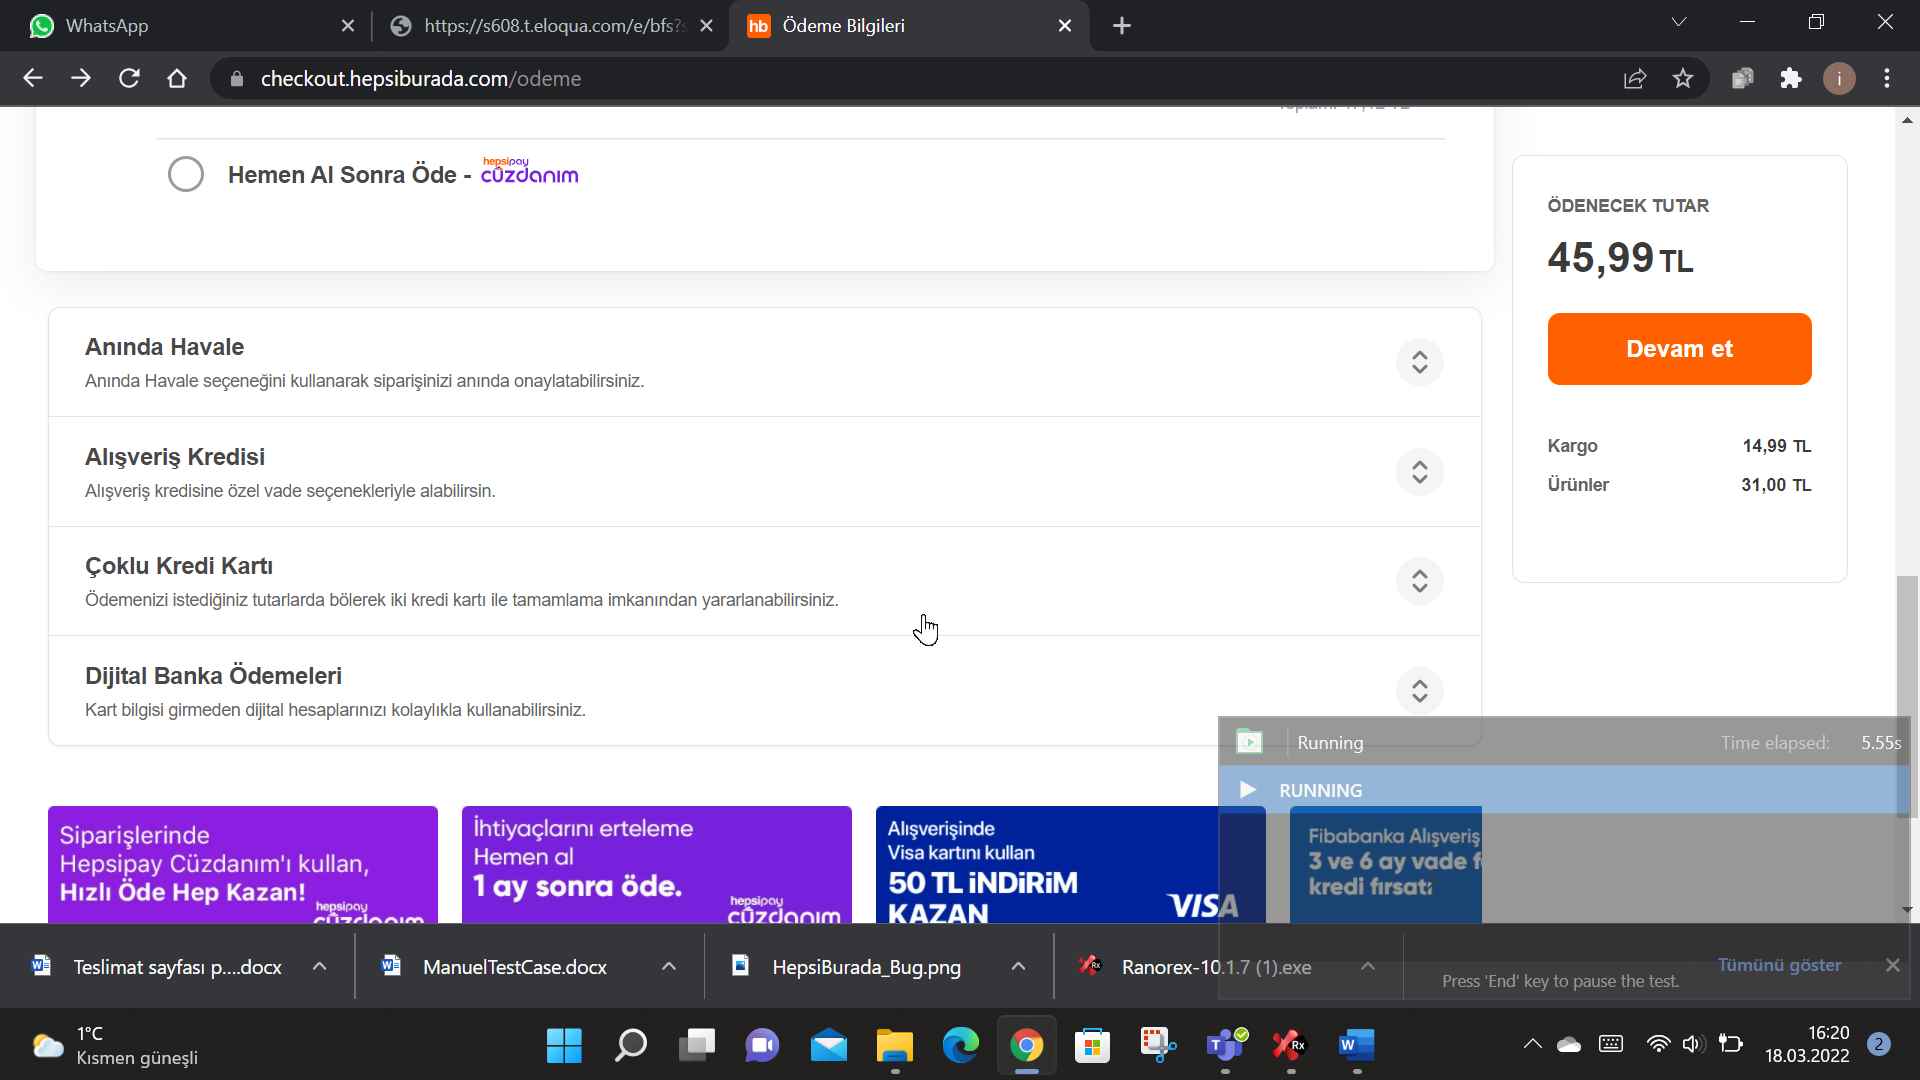 WhatsApp
https://s608.t.eloqua.com/e/bfs?s
hb Ödeme Bilgileri
checkout.hepsiburada.com/odeme
i
Hemen Al Sonra Öde - hepsipay cüzdanım
ÖDENECEK TUTAR
45,99 TL
Devam et
Kargo 14,99 TL
Ürünler 31,00 TL
Anında Havale
Anında Havale seçeneğini kullanarak siparişinizi anında onaylatabilirsiniz.
Alışveriş Kredisi
Alışveriş kredisine özel vade seçenekleriyle alabilirsin.
Çoklu Kredi Kartı
Ödemenizi istediğiniz tutarlarda bölerek iki kredi kartı ile tamamlama imkanından yararlanabilirsiniz.
Dijital Banka Ödemeleri
Kart bilgisi girmeden dijital hesaplarınızı kolaylıkla kullanabilirsiniz.
Running Time elapsed: 5.55s
RUNNING
Siparişlerinde
Hepsipay Cüzdanım'ı kullan,
Hızlı Öde Hep Kazan!
hepsipay
cüzdanım
İhtiyaçlarını erteleme
Hemen al
1 ay sonra öde.
hepsipay
cüzdanım
Alışverişinde
Visa kartını kullan
50 TL İNDİRİM
KAZAN
VISA
Fibabanka Alışveriş
3 ve 6 ay vade f
kredi fırsatı
Teslimat sayfası p....docx
ManuelTestCase.docx
HepsiBurada_Bug.png
Ranorex-10.1.7 (1).exe
Tümünü göster
Press 'End' key to pause the test.
1°C
Kısmen güneşli
16:20
18.03.2022
2